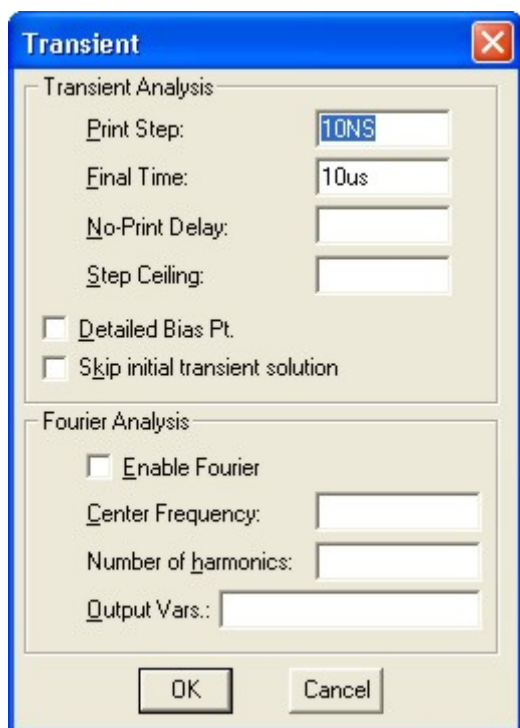 Transient
Transient Analysis
Print Step: 10NS
Final Time: 10us
No-Print Delay:
Step Ceiling:
Detailed Bias Pt.
Skip initial transient solution
Fourier Analysis
Enable Fourier
Center Frequency:
Number of harmonics:
Output Vars.:
OK Cancel